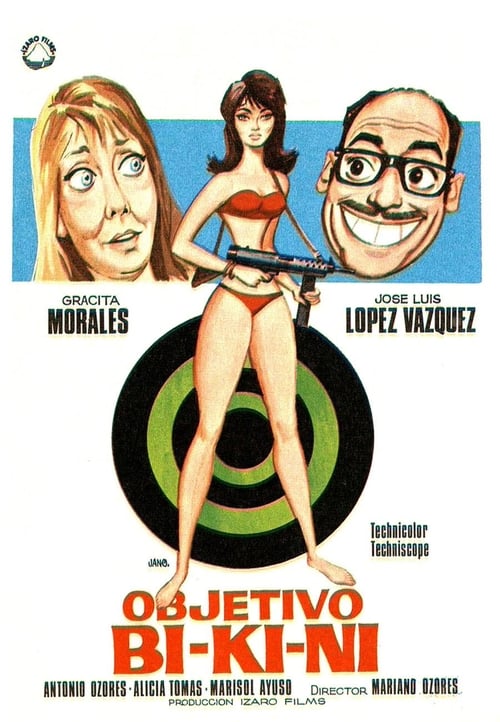 IZARO FILMS
GRACITA
MORALES
JOSE LUIS
LOPEZ VAZQUEZ
Technicolor
Techniscope
JANO.
OBJETIVO
BI-KI-NI
ANTONIO OZORES·ALICIA TOMAS·MARISOL AYUSO DIRECTOR MARIANO OZORES
PRODUCCION IZARO FILMS